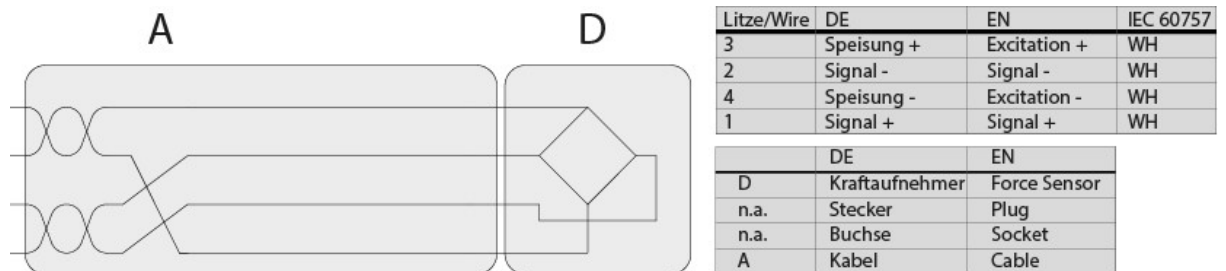 A D
Litze/Wire DE EN IEC 60757
3 Speisung + Excitation + WH
2 Signal - Signal - WH
4 Speisung - Excitation - WH
1 Signal + Signal + WH
DE EN
D Kraftaufnehmer Force Sensor
n.a. Stecker Plug
n.a. Buchse Socket
A Kabel Cable